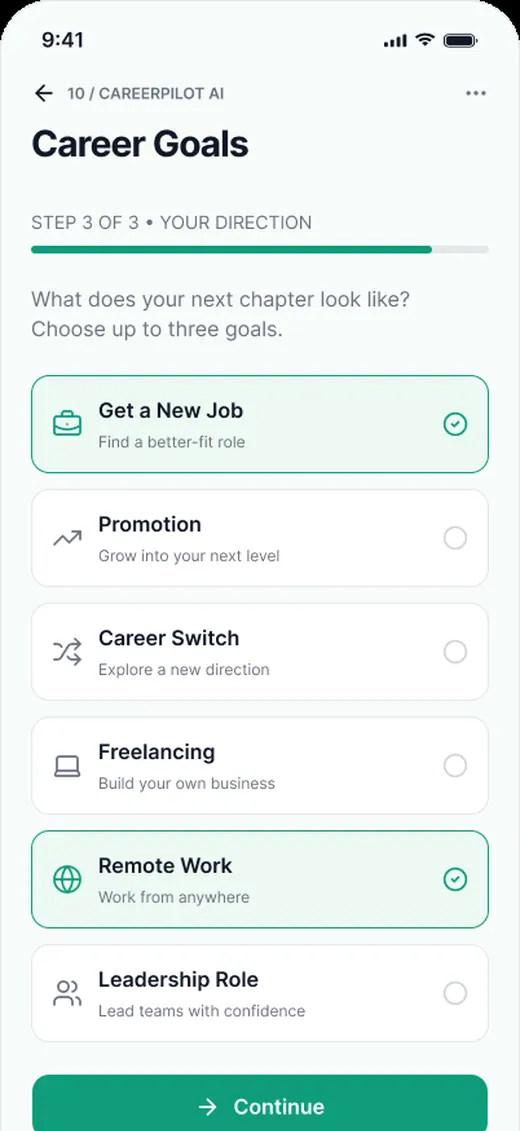 9:41
10 / CAREERPILOT AI
Career Goals
STEP 3 OF 3 • YOUR DIRECTION
What does your next chapter look like?
Choose up to three goals.
Get a New Job
Find a better-fit role
Promotion
Grow into your next level
Career Switch
Explore a new direction
Freelancing
Build your own business
Remote Work
Work from anywhere
Leadership Role
Lead teams with confidence
Continue